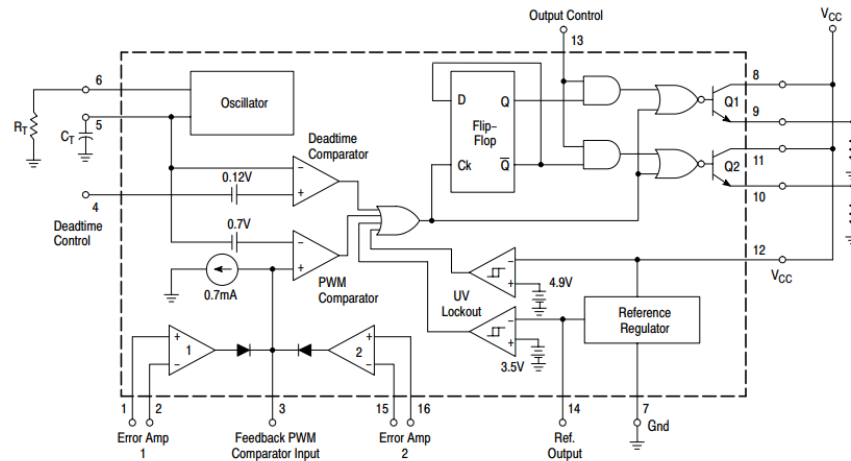 Output Control
VCC
13
6
8
D
Q
Q1
Oscillator
9
RT
5
CT
Flip-
Flop
Deadtime
Comparator
11
0.12V
Ck
Q
Q2
4
10
Deadtime
Control
0.7V
12
VCC
0.7mA
PWM
Comparator
UV
Lockout
4.9V
Reference
Regulator
1
2
3.5V
1
2
3
15
16
14
7
Gnd
Error Amp
1
Feedback PWM
Comparator Input
Error Amp
2
Ref.
Output